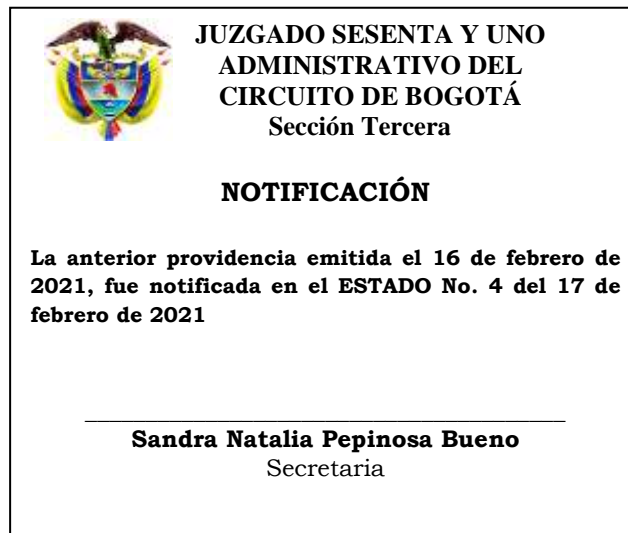 JUZGADO SESENTA Y UNO
ADMINISTRATIVO DEL
CIRCUITO DE BOGOTÁ
Sección Tercera
NOTIFICACIÓN
La anterior providencia emitida el 16 de febrero de
2021, fue notificada en el ESTADO No. 4 del 17 de
febrero de 2021
Sandra Natalia Pepinosa Bueno
Secretaria